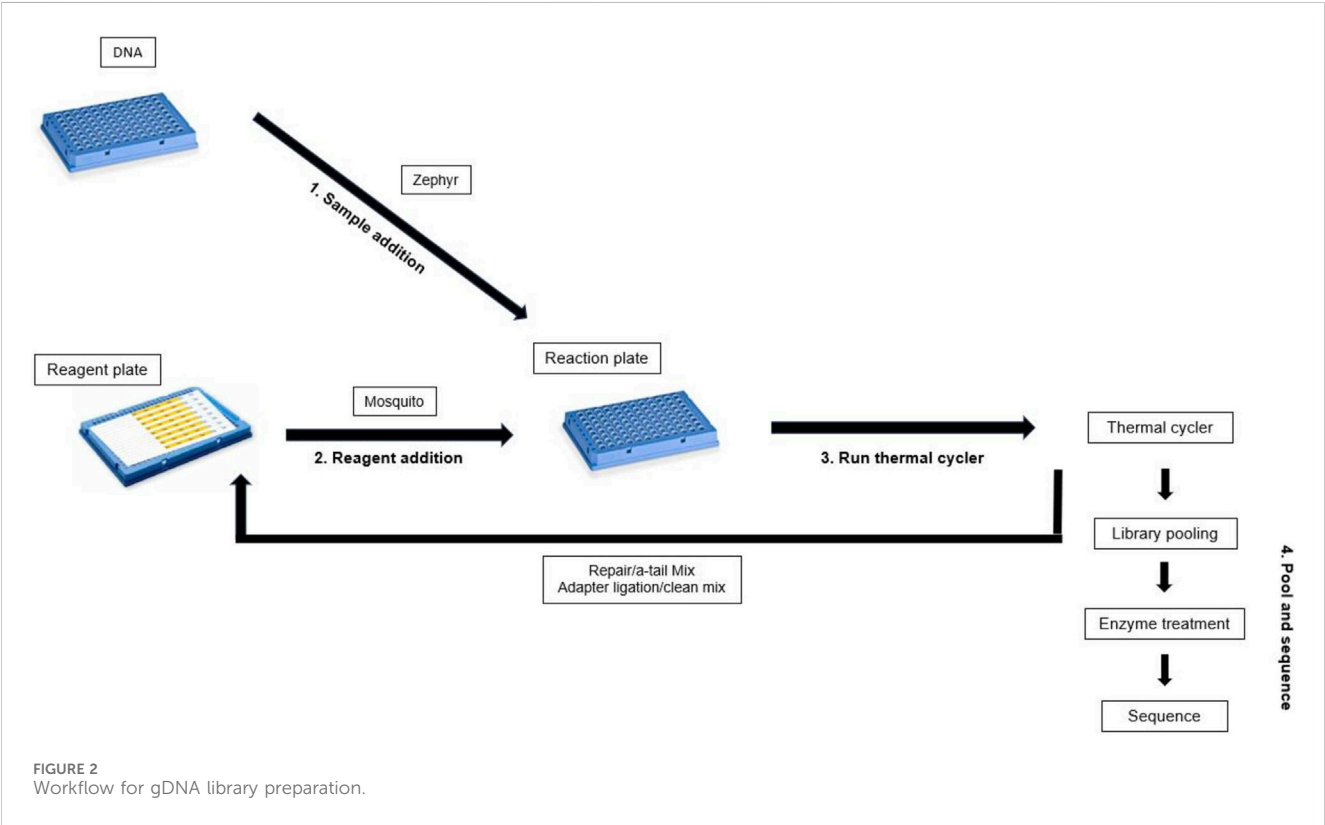 DNA
Zephyr
1. Sample addition
Reaction plate
Reagent plate
Mosquito
2. Reagent addition
3. Run thermal cycler
Thermal cycler
Library pooling
Repair/a-tail Mix
Adapter ligation/clean mix
Enzyme treatment
Sequence
4. Pool and sequence
FIGURE 2
Workflow for gDNA library preparation.